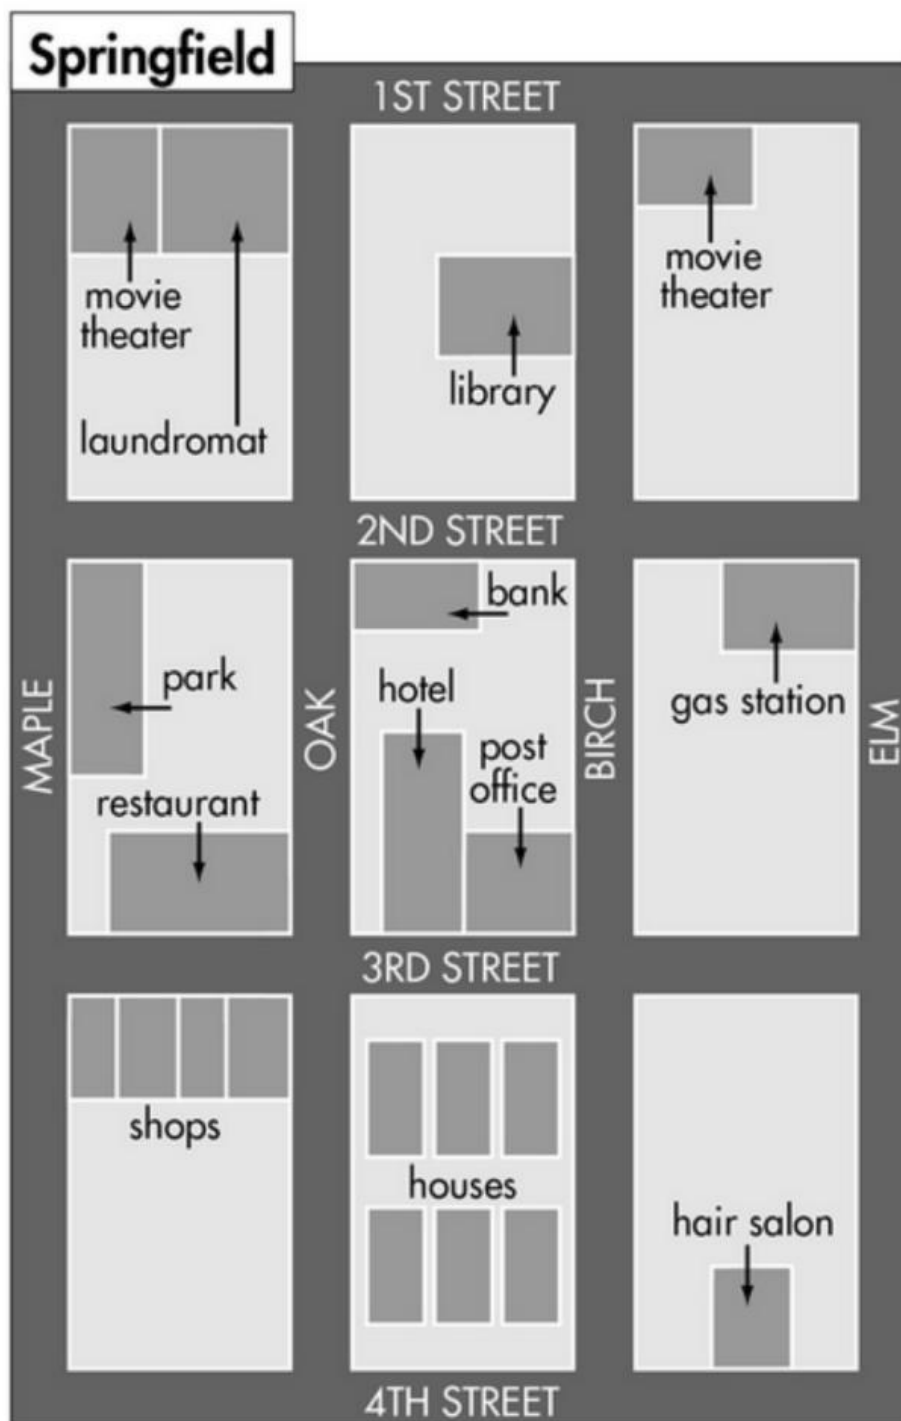 Springfield
1ST STREET
movie
theater
laundromat
library
movie
theater
2ND STREET
MAPLE
park
restaurant
OAK
bank
hotel
post
office
BIRCH
gas station
ELM
3RD STREET
shops
houses
hair salon
4TH STREET